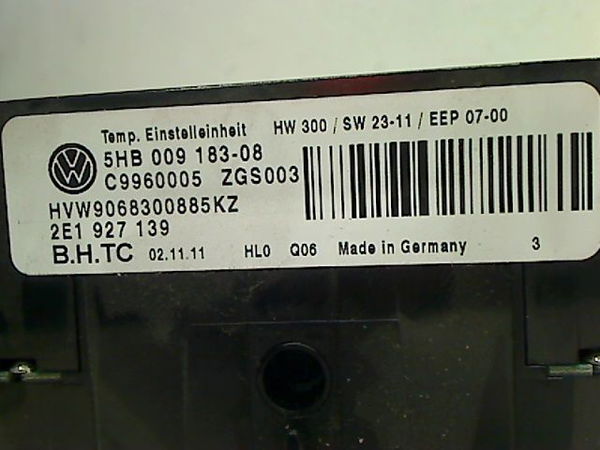 Temp. Einstelleinheit HW 300 / SW 23-11 / EEP 07-00
5HB 009 183-08
C9960005 ZGS003
HVW9068300885KZ
2E1 927 139
B.H.TC 02.11.11 HL0 Q06 Made in Germany 3